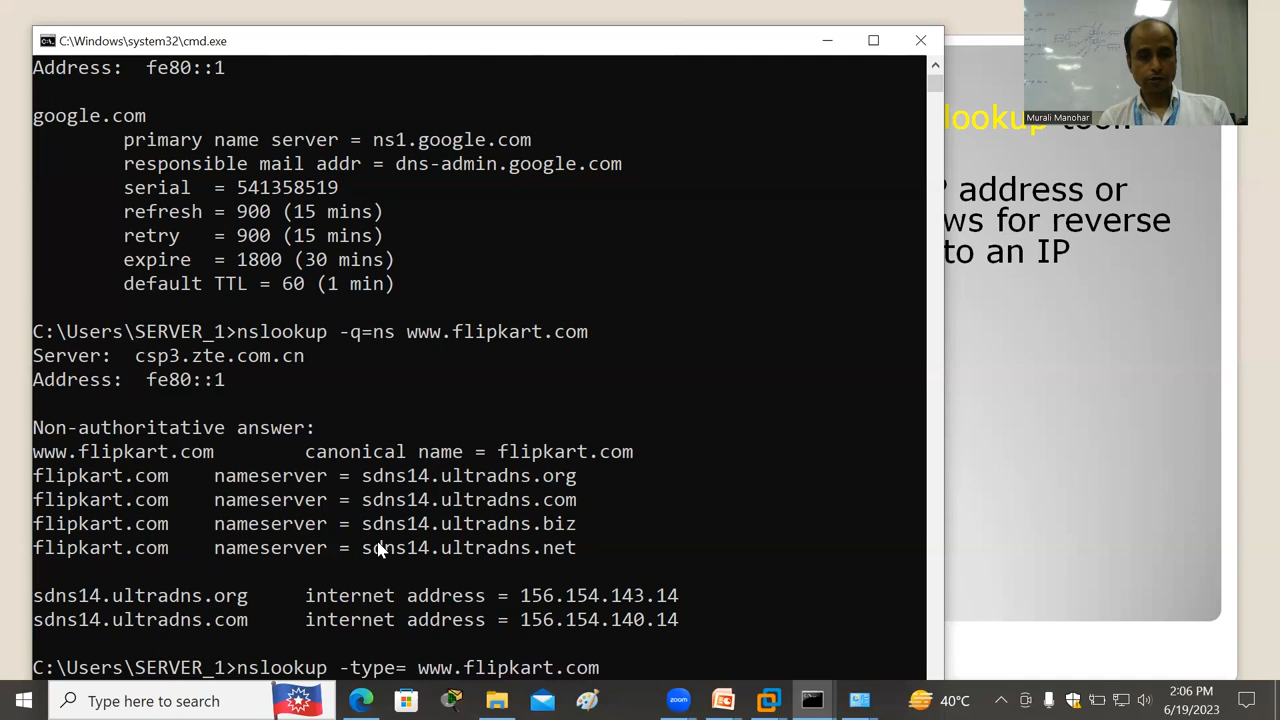 C:\Windows\system32\cmd.exe
Address:  fe80::1
google.com
primary name server = ns1.google.com
responsible mail addr = dns-admin.google.com
serial  = 541358519
refresh = 900 (15 mins)
retry   = 900 (15 mins)
expire  = 1800 (30 mins)
default TTL = 60 (1 min)
C:\Users\SERVER_1>nslookup -q=ns www.flipkart.com
Server:  csp3.zte.com.cn
Address:  fe80::1
Non-authoritative answer:
www.flipkart.com        canonical name = flipkart.com
flipkart.com    nameserver = sdns14.ultradns.org
flipkart.com    nameserver = sdns14.ultradns.com
flipkart.com    nameserver = sdns14.ultradns.biz
flipkart.com    nameserver = sdns14.ultradns.net
sdns14.ultradns.org     internet address = 156.154.143.14
sdns14.ultradns.com     internet address = 156.154.140.14
C:\Users\SERVER_1>nslookup -type= www.flipkart.com
Murali Manohar
lookup
address or
ws for reverse
to an IP
Type here to search
40°C
2:06 PM
6/19/2023